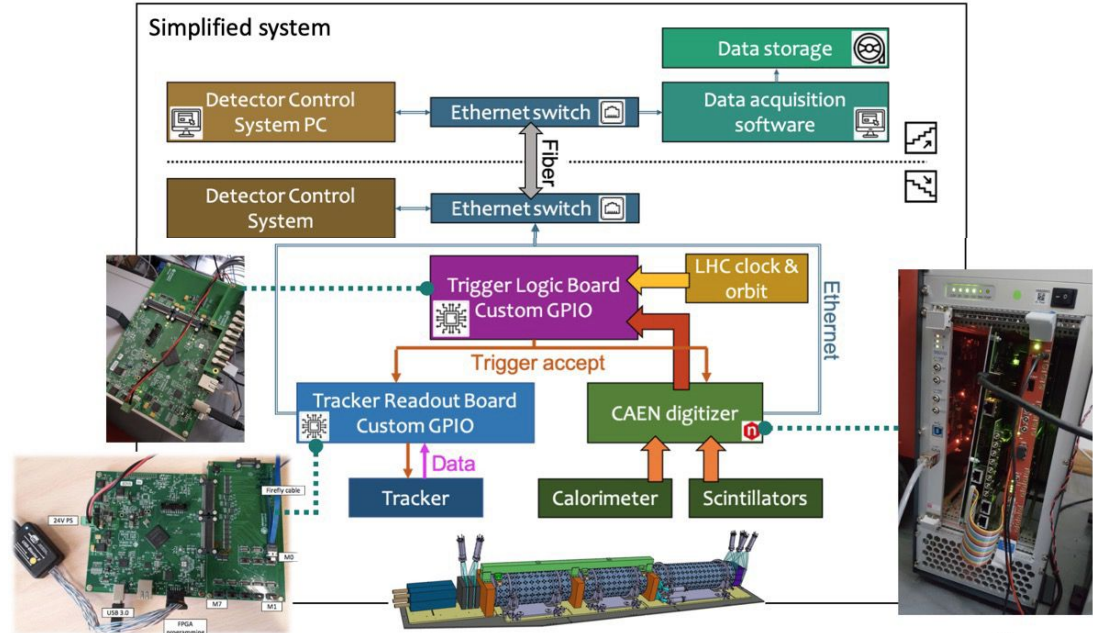 Simplified system
Data storage
Detector Control
System PC
Ethernet switch
Data acquisition
software
Fiber
Detector Control
System
Ethernet switch
Trigger Logic Board
Custom GPIO
LHC clock &
orbit
Ethernet
Trigger accept
Tracker Readout Board
Custom GPIO
CAEN digitizer
n
Data
Tracker
Calorimeter
Scintillators
Firefly cable
24V PS
M0
USB 3.0
M7
M1
FPGA
programming